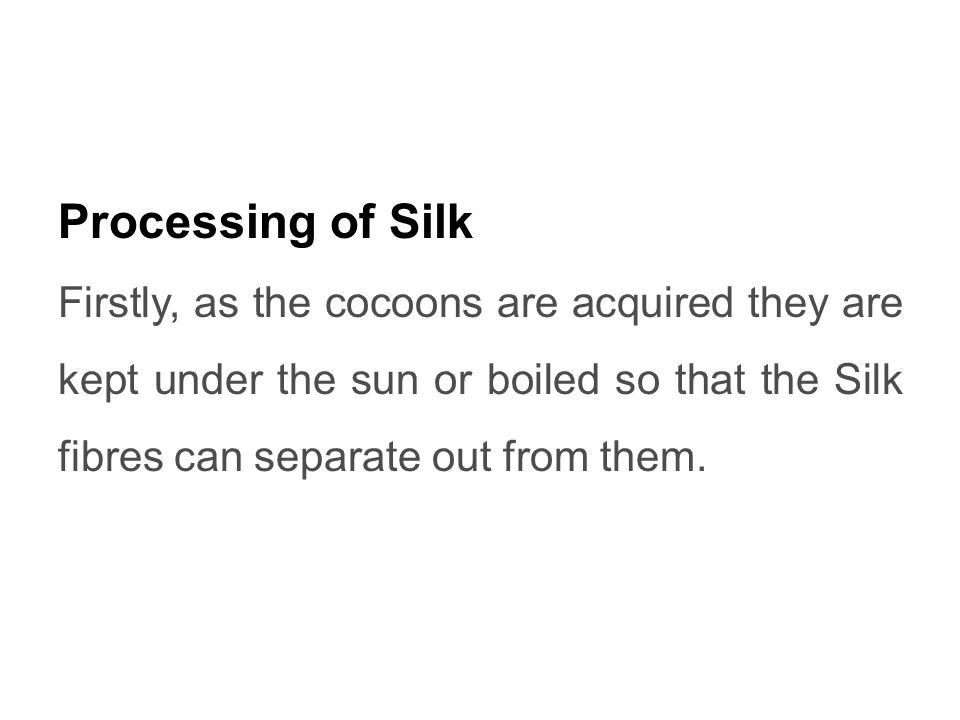 Processing of Silk
Firstly, as the cocoons are acquired they are
kept under the sun or boiled so that the Silk
fibres can separate out from them.